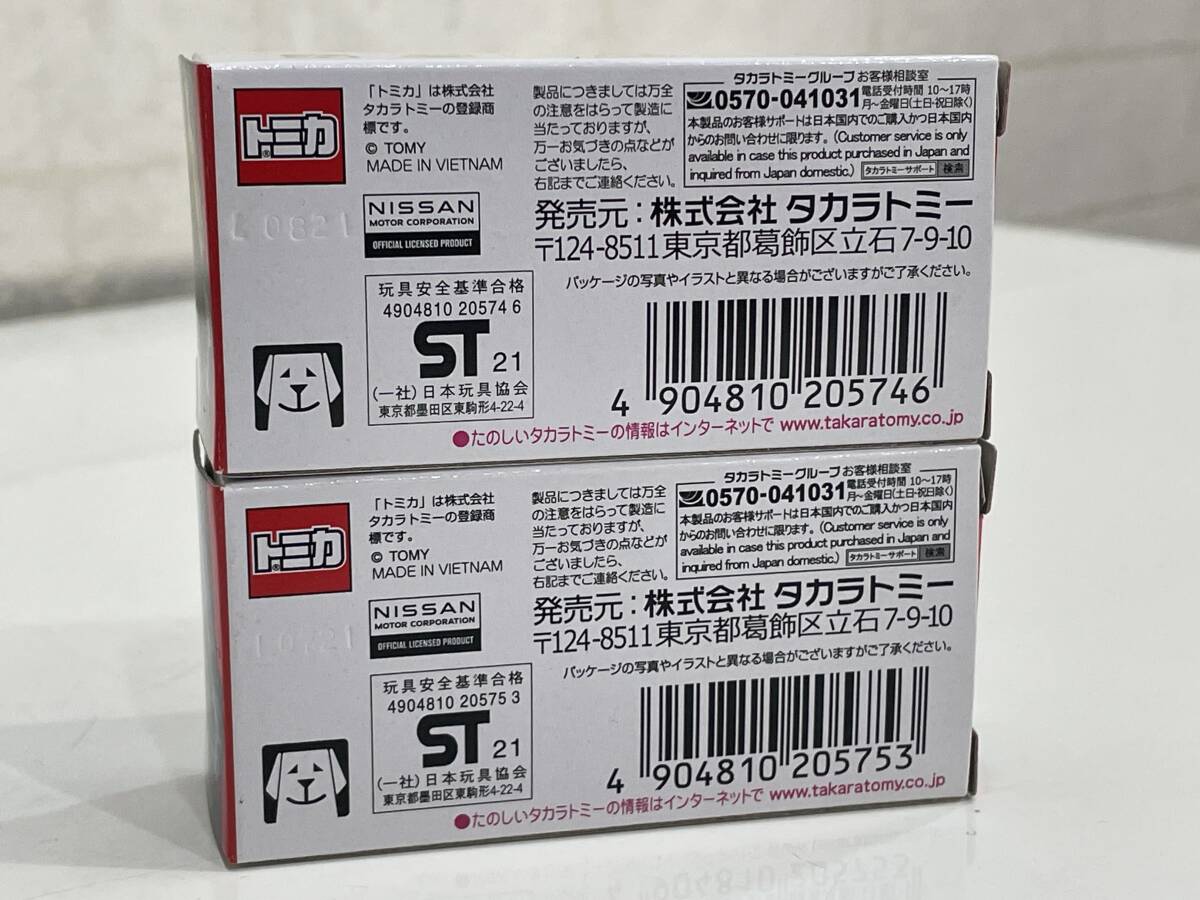 トミカ
「トミカ」は株式会社
タカラトミーの登録商
標です。
© TOMY
MADE IN VIETNAM
製品につきましては万全
の注意をはらって製造に
当たっておりますが、
万一お気づきの点などが
ございましたら、
右記までご連絡ください。
タカラトミーグループ お客様相談室
0570-041031 電話受付時間 10〜17時
月〜金曜日(土日・祝日除く)
本製品のお客様サポートは日本国内でのご購入かつ日本国内
からのお問い合わせに限ります。(Customer service is only
available in case this product purchased in Japan and
inquired from Japan domestic.) タカラトミーサポート 検索
L0821
NISSAN
MOTOR CORPORATION
OFFICIAL LICENSED PRODUCT
発売元：株式会社 タカラトミー
〒124-8511 東京都葛飾区立石7-9-10
パッケージの写真やイラストと異なる場合がございますがご了承ください。
玩具安全基準合格
4904810 20574 6
ST 21
(一社)日本玩具協会
東京都墨田区東駒形4-22-4
4 904810 205746
●たのしいタカラトミーの情報はインターネットで www.takaratomy.co.jp
トミカ
「トミカ」は株式会社
タカラトミーの登録商
標です。
© TOMY
MADE IN VIETNAM
製品につきましては万全
の注意をはらって製造に
当たっておりますが、
万一お気づきの点などが
ございましたら、
右記までご連絡ください。
タカラトミーグループ お客様相談室
0570-041031 電話受付時間 10〜17時
月〜金曜日(土日・祝日除く)
本製品のお客様サポートは日本国内でのご購入かつ日本国内
からのお問い合わせに限ります。(Customer service is only
available in case this product purchased in Japan and
inquired from Japan domestic.) タカラトミーサポート 検索
NISSAN
MOTOR CORPORATION
OFFICIAL LICENSED PRODUCT
発売元：株式会社 タカラトミー
〒124-8511 東京都葛飾区立石7-9-10
パッケージの写真やイラストと異なる場合がございますがご了承ください。
玩具安全基準合格
4904810 20575 3
ST 21
(一社)日本玩具協会
東京都墨田区東駒形4-22-4
4 904810 205753
●たのしいタカラトミーの情報はインターネットで www.takaratomy.co.jp